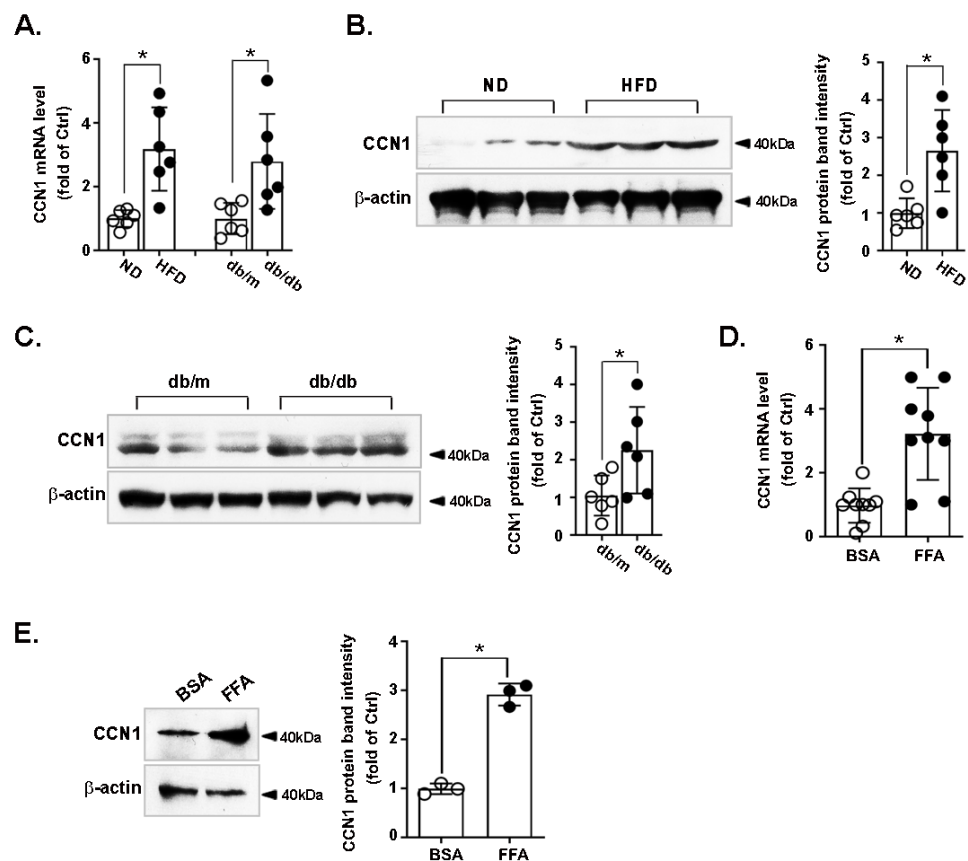 A.
CCN1 mRNA level
(fold of Ctrl)
6
4
2
0
*
*
ND
HFD
db/m
db/db
B.
ND
HFD
CCN1
40kDa
β-actin
40kDa
CCN1 protein band intensity
(fold of Ctrl)
5
4
3
2
1
0
*
ND
HFD
C.
db/m
db/db
CCN1
40kDa
β-actin
40kDa
CCN1 protein band intensity
(fold of Ctrl)
5
4
3
2
1
0
*
db/m
db/db
D.
CCN1 mRNA level
(fold of Ctrl)
6
4
2
0
*
BSA
FFA
E.
BSA
FFA
CCN1
40kDa
β-actin
40kDa
CCN1 protein band intensity
(fold of Ctrl)
4
3
2
1
0
*
BSA
FFA